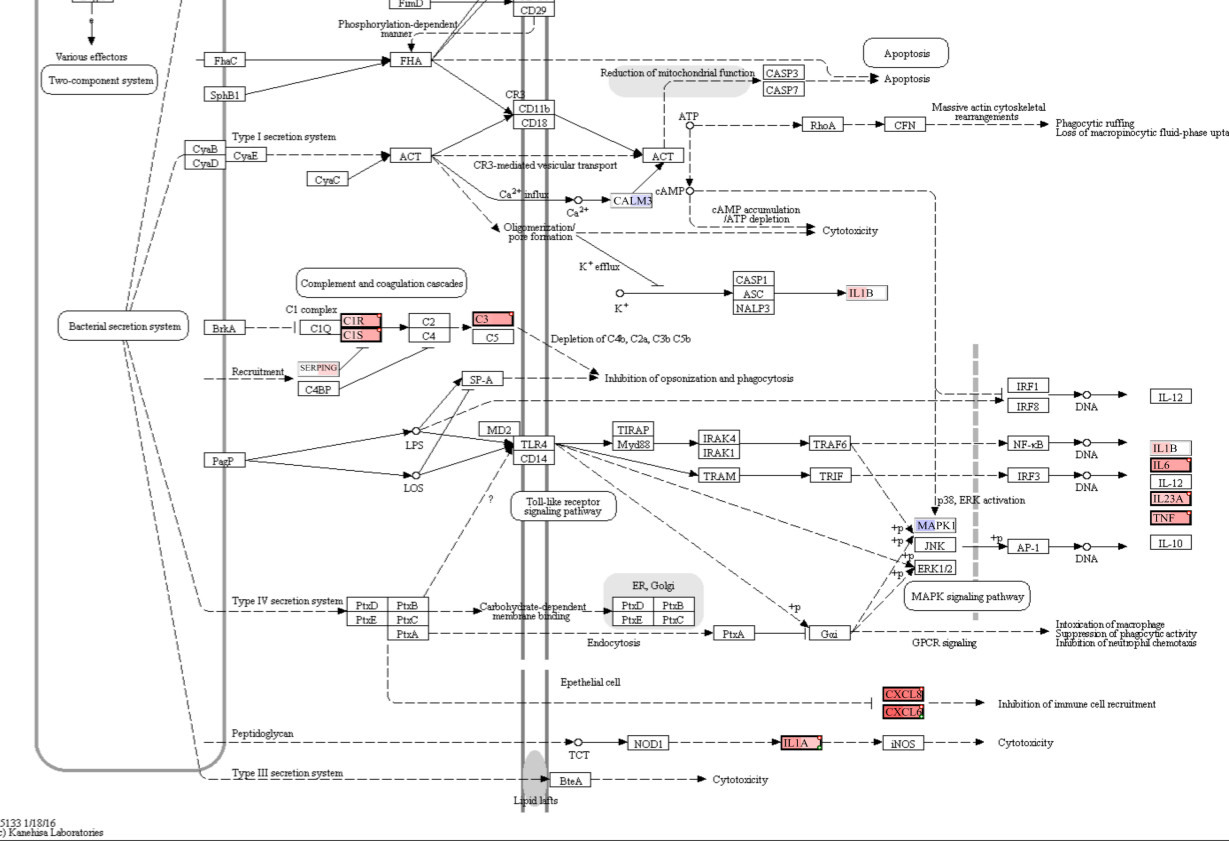 FimD
CD29
Phosphorylation-dependent
manner
Various effectors
Two-component system
FhaC
FHA
SphB1
Apoptosis
Reduction of mitochondrial function
CASP3
CASP7
Apoptosis
CR3
CD11b
CD18
ATP
RhoA
CFN
Massive actin cytoskeletal
rearrangements
Phagocytic ruffing
Loss of macropinocytic fluid-phase upta
Type I secretion system
CyaB
CyaD
CyaE
ACT
CyaC
CR3-mediated vesicular transport
ACT
Ca2+ influx
Ca2+
CALM3
cAMP
cAMP accumulation
/ATP depletion
Cytotoxicity
Oligomerization/
pore formation
K+ efflux
K+
CASP1
ASC
NALP3
IL1B
Complement and coagulation cascades
Bacterial secretion system
BrkA
C1 complex
C1Q
C1R
C1S
C2
C4
C3
C5
Depletion of C4b, C2a, C3b C5b
Recruitment
SERPING
C4BP
SP-A
Inhibition of opsonization and phagocytosis
IRF1
IRF8
DNA
IL-12
LPS
MD2
TLR4
CD14
TIRAP
Myd88
IRAK4
IRAK1
TRAF6
NF-κB
DNA
IL1B
IL6
IL-12
IL23A
TNF
IL-10
PagP
LOS
TRAM
TRIF
IRF3
DNA
?
Toll-like receptor
signaling pathway
p38, ERK activation
+p
MAPK1
+p
JNK
+p
AP-1
DNA
+p
+p
ERK1/2
MAPK signaling pathway
Type IV secretion system
PtxD
PtxB
PtxE
PtxC
PtxA
Carbohydrate-dependent
membrane binding
ER, Golgi
PtxD
PtxB
PtxE
PtxC
+p
Endocytosis
PtxA
Gαi
GPCR signaling
Intoxication of macrophage
Suppression of phagocytic activity
Inhibition of neutrophil chemotaxis
Epethelial cell
CXCL8
CXCL6
Inhibition of immune cell recruitment
Peptidoglycan
TCT
NOD1
IL1A
iNOS
Cytotoxicity
Type III secretion system
BteA
Cytotoxicity
Lipid lafts
5133 1/18/16
c) Kanehisa Laboratories